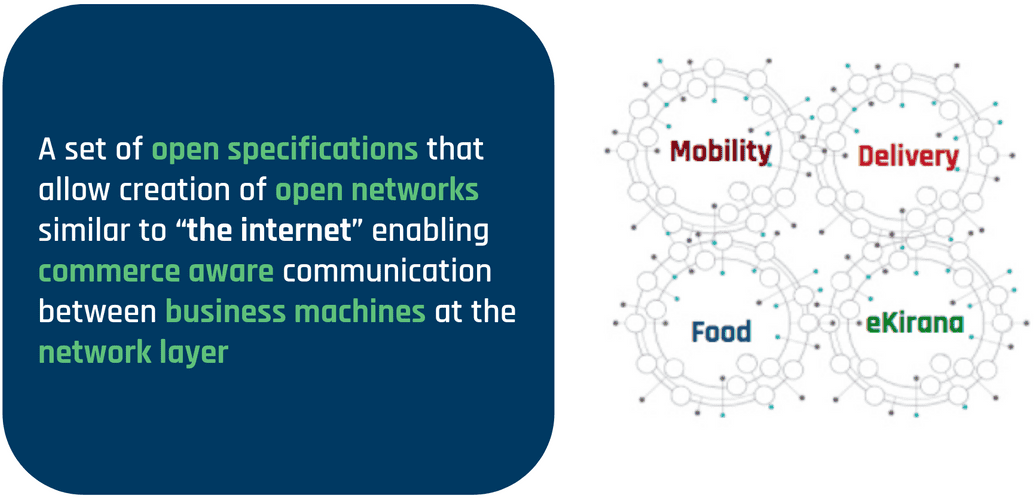 A set of open specifications that
allow creation of open networks
similar to “the internet” enabling
commerce aware communication
between business machines at the
network layer
Mobility
Delivery
Food
eKirana